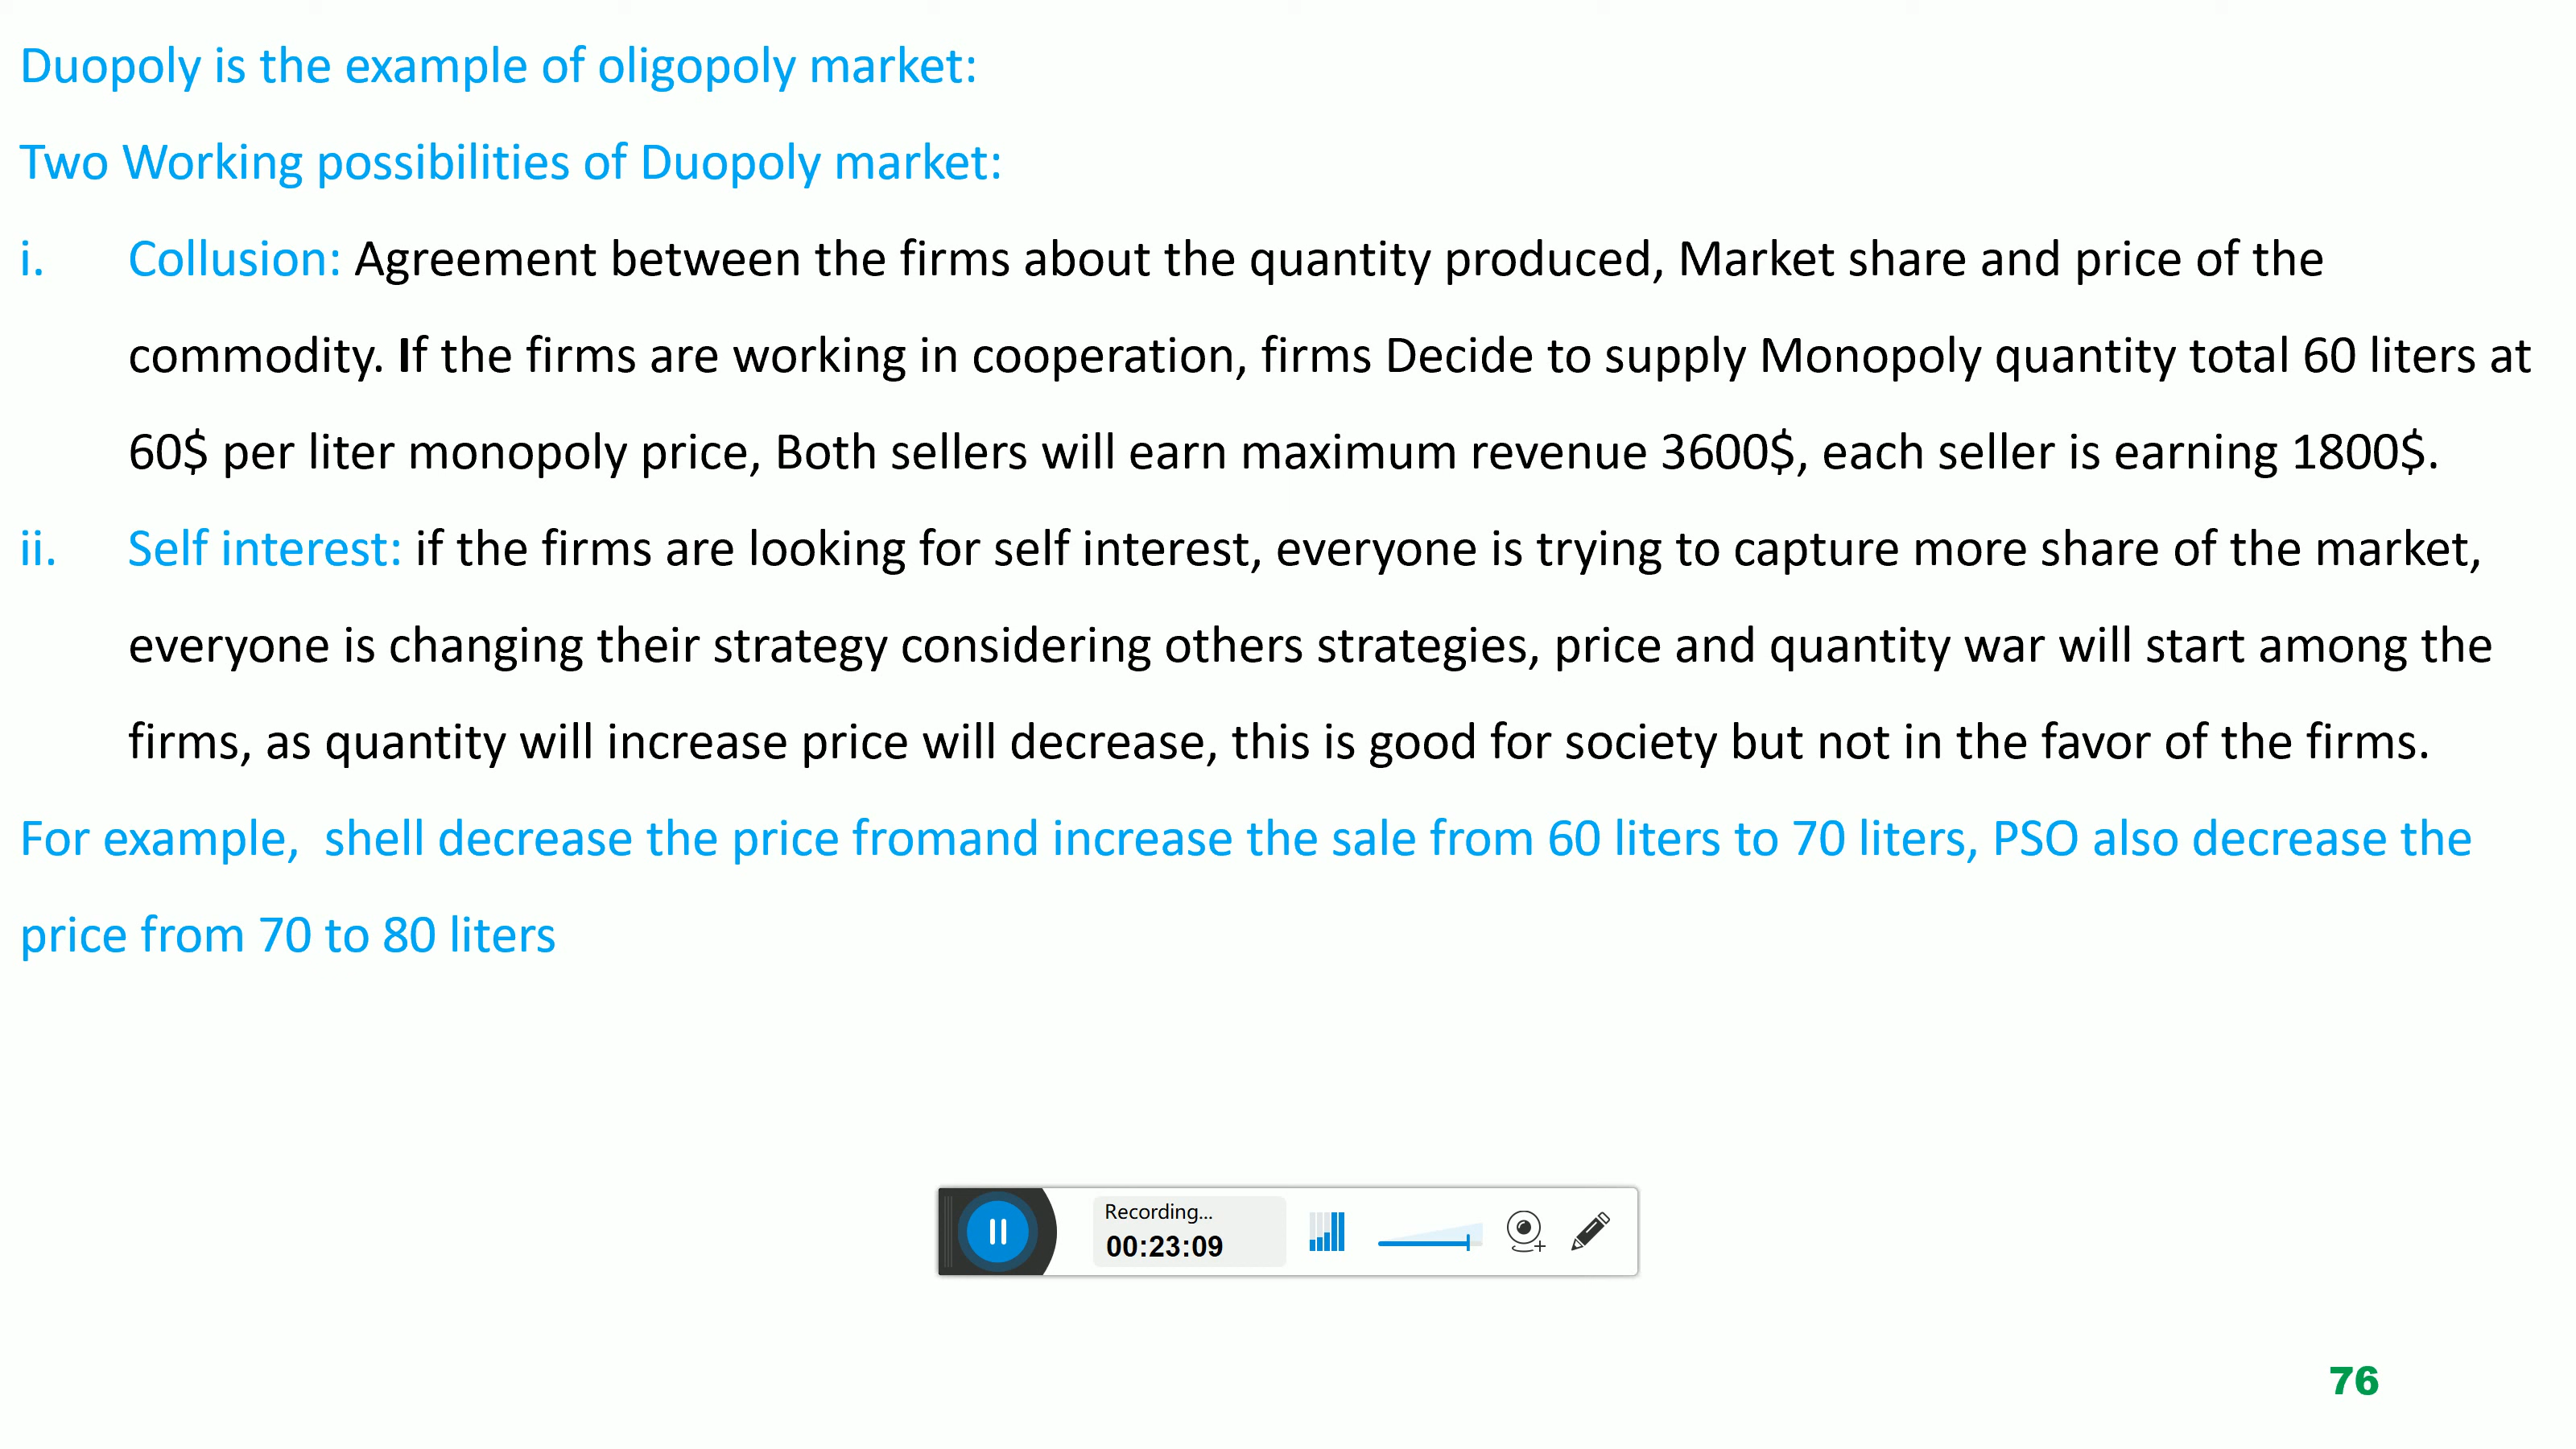 Duopoly is the example of oligopoly market:
Two Working possibilities of Duopoly market:
i. Collusion: Agreement between the firms about the quantity produced, Market share and price of the
commodity. If the firms are working in cooperation, firms Decide to supply Monopoly quantity total 60 liters at
60$ per liter monopoly price, Both sellers will earn maximum revenue 3600$, each seller is earning 1800$.
ii. Self interest: if the firms are looking for self interest, everyone is trying to capture more share of the market,
everyone is changing their strategy considering others strategies, price and quantity war will start among the
firms, as quantity will increase price will decrease, this is good for society but not in the favor of the firms.
For example,  shell decrease the price fromand increase the sale from 60 liters to 70 liters, PSO also decrease the
price from 70 to 80 liters
Recording...
00:23:09
76